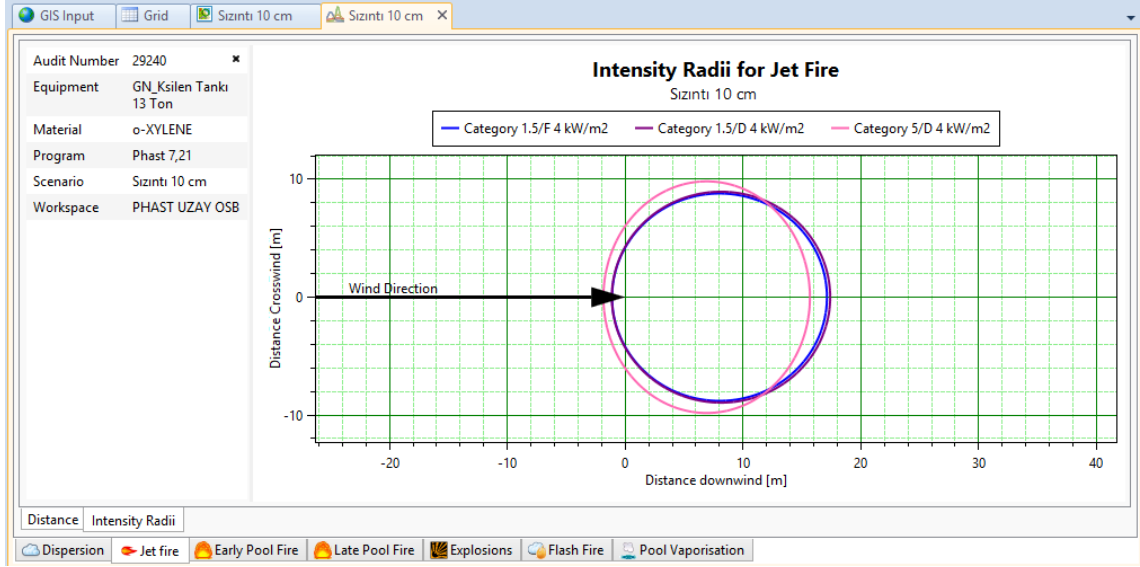 GIS Input
Grid
Sızıntı 10 cm
Sızıntı 10 cm
Audit Number 29240
Equipment GN_Ksilen Tankı
13 Ton
Material o-XYLENE
Program Phast 7,21
Scenario Sızıntı 10 cm
Workspace PHAST UZAY OSB
Intensity Radii for Jet Fire
Sızıntı 10 cm
Category 1.5/F 4 kW/m2
Category 1.5/D 4 kW/m2
Category 5/D 4 kW/m2
Distance Crosswind [m]
10
0
-10
Wind Direction
-20 -10 0 10 20 30 40
Distance downwind [m]
Distance Intensity Radii
Dispersion Jet fire Early Pool Fire Late Pool Fire Explosions Flash Fire Pool Vaporisation